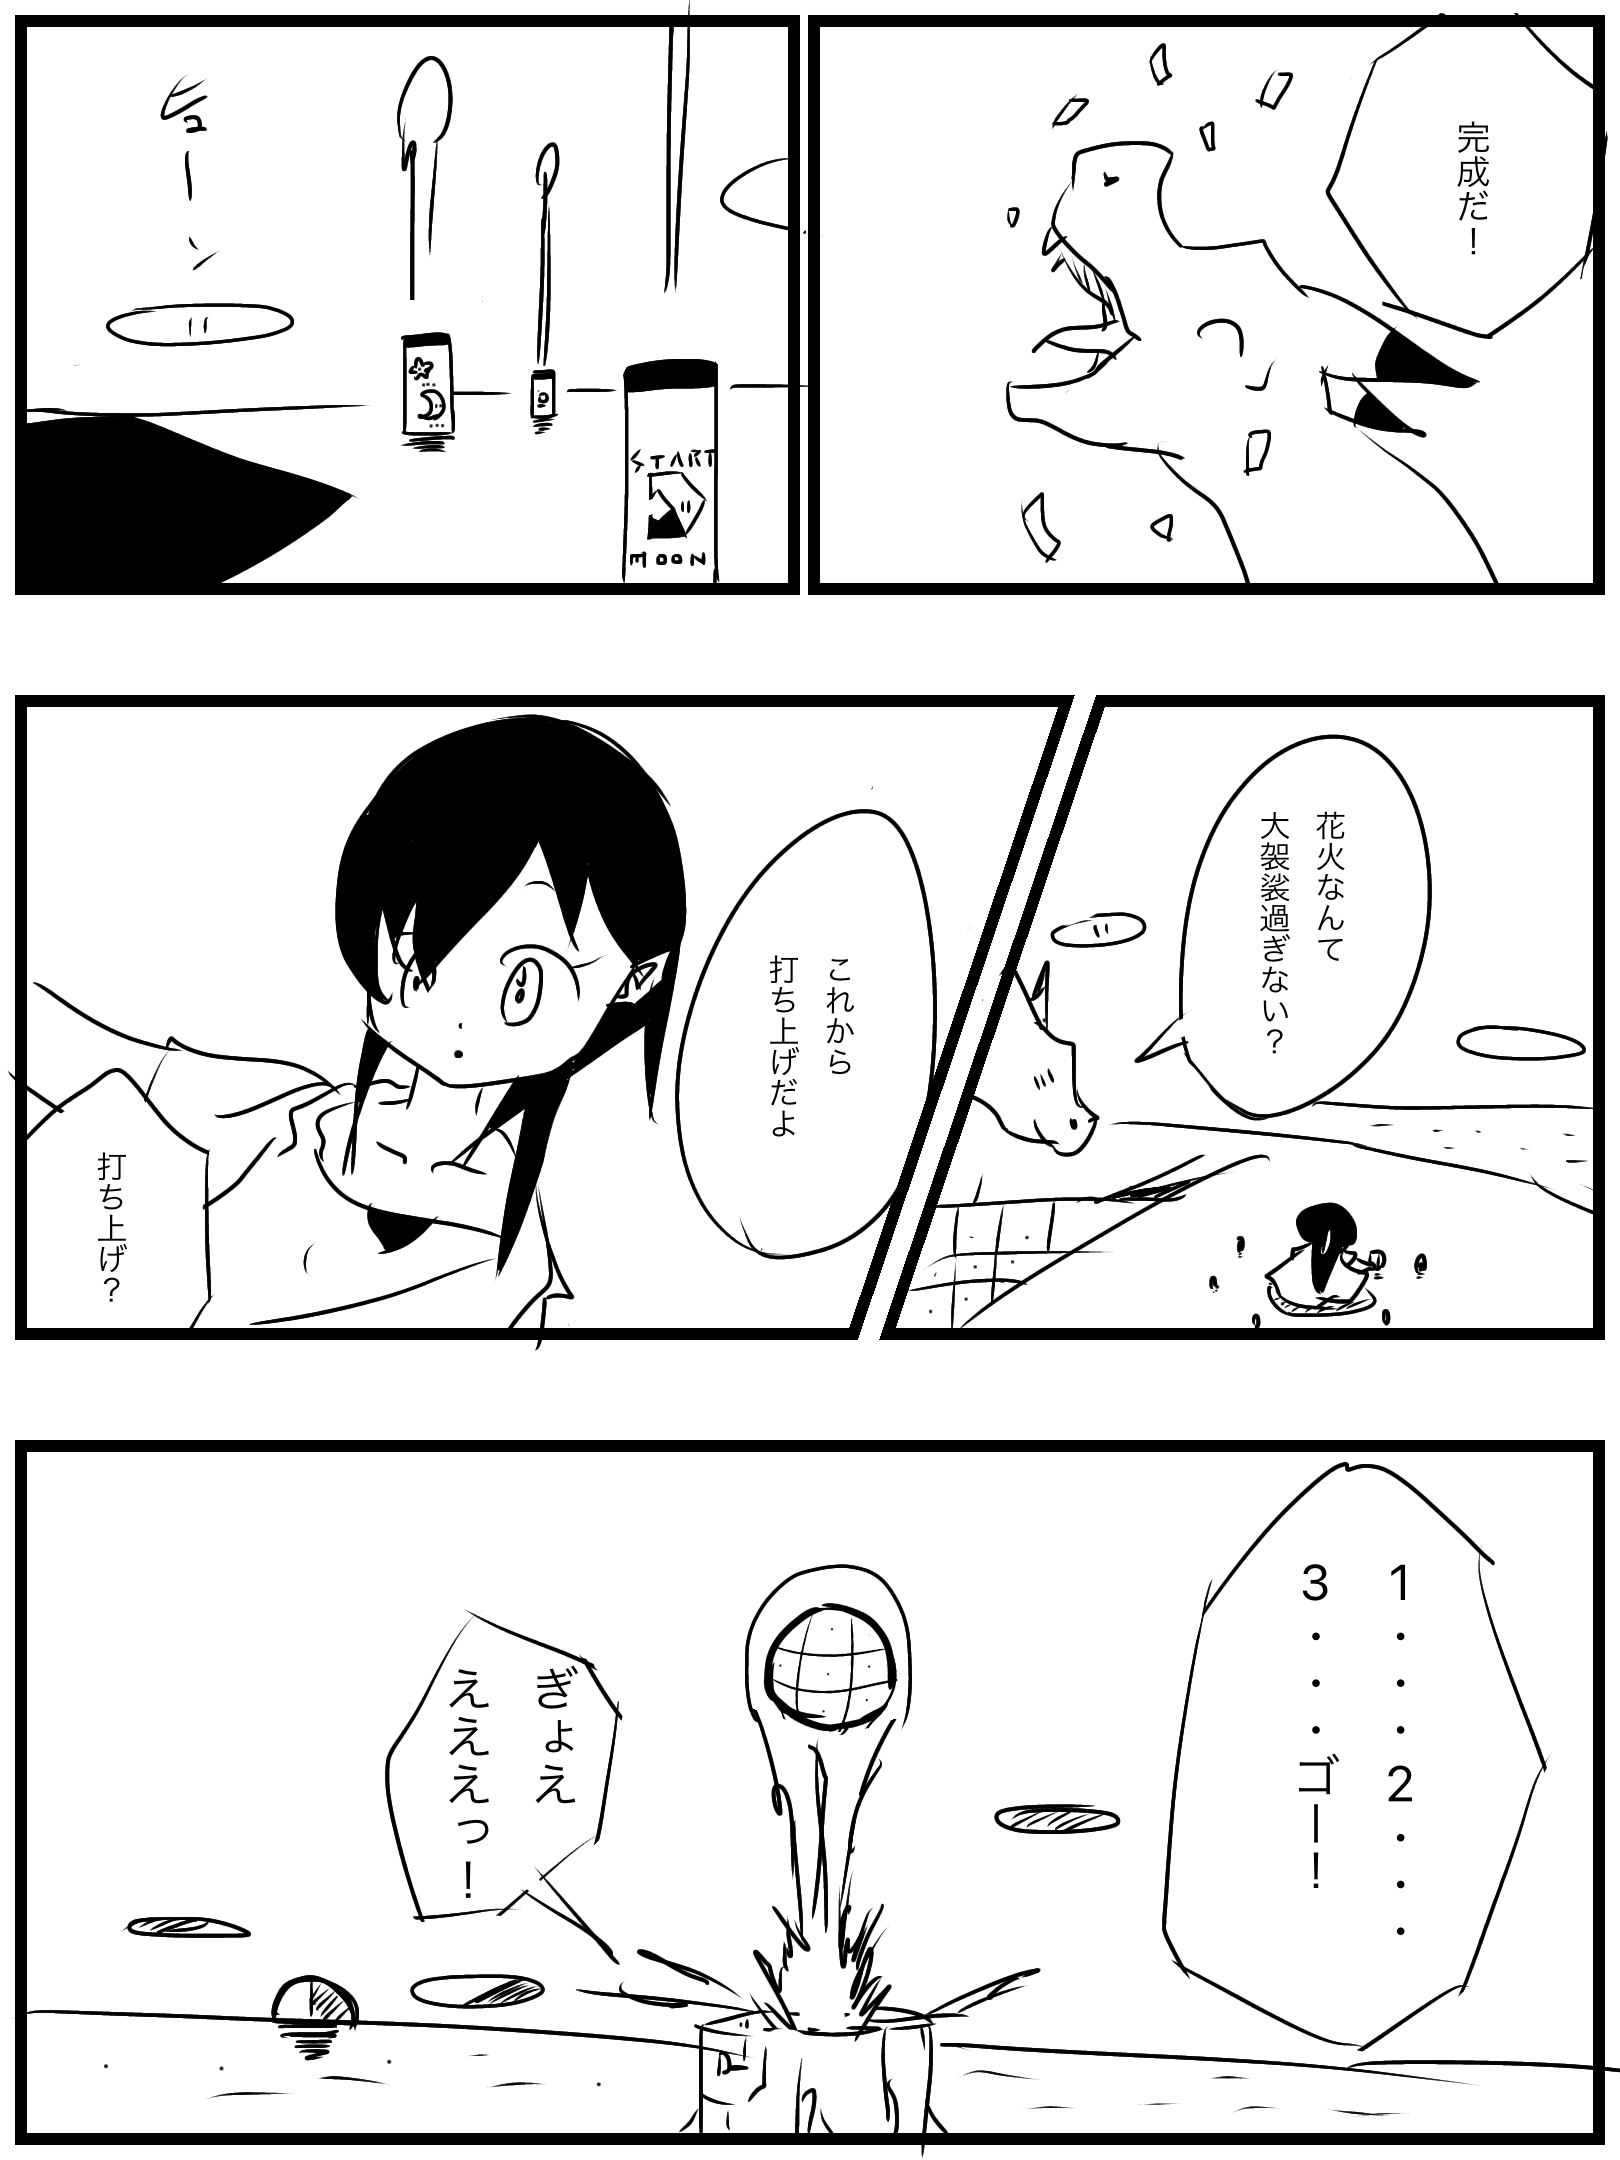 完成だ！
ヒューン
START
MOON
花火なんて
大袈裟過ぎない？
これから
打ち上げだよ
打ち上げ？
1・・・2・・・
3・・・ゴー！
ぎょえ
えええっ！